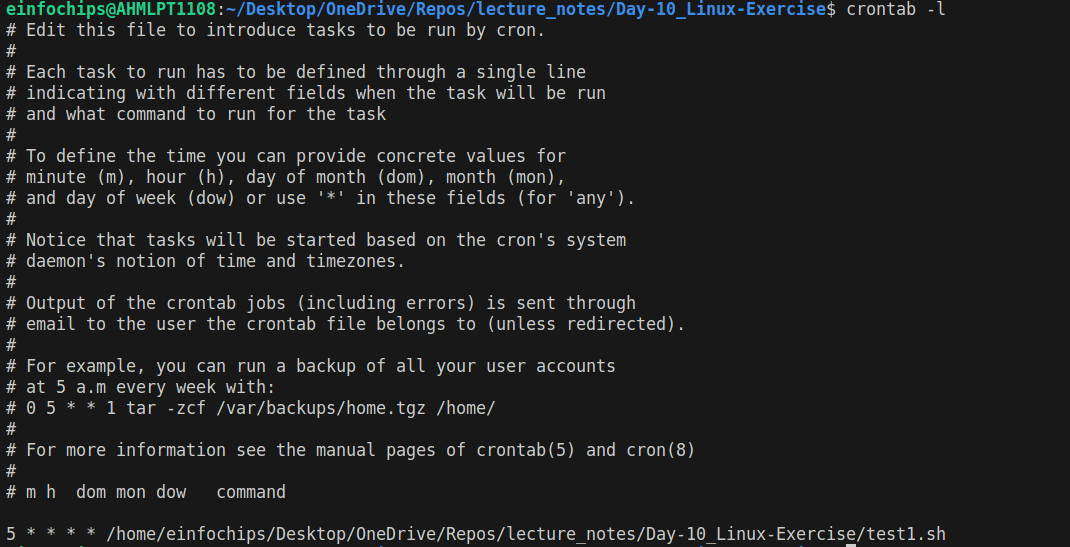 einfochips@AHMLPT1108:~/Desktop/OneDrive/Repos/lecture_notes/Day-10_Linux-Exercise$ crontab -l
# Edit this file to introduce tasks to be run by cron.
#
# Each task to run has to be defined through a single line
# indicating with different fields when the task will be run
# and what command to run for the task
#
# To define the time you can provide concrete values for
# minute (m), hour (h), day of month (dom), month (mon),
# and day of week (dow) or use '*' in these fields (for 'any').
#
# Notice that tasks will be started based on the cron's system
# daemon's notion of time and timezones.
#
# Output of the crontab jobs (including errors) is sent through
# email to the user the crontab file belongs to (unless redirected).
#
# For example, you can run a backup of all your user accounts
# at 5 a.m every week with:
# 0 5 * * 1 tar -zcf /var/backups/home.tgz /home/
#
# For more information see the manual pages of crontab(5) and cron(8)
#
# m h  dom mon dow   command
5 * * * * /home/einfochips/Desktop/OneDrive/Repos/lecture_notes/Day-10_Linux-Exercise/test1.sh